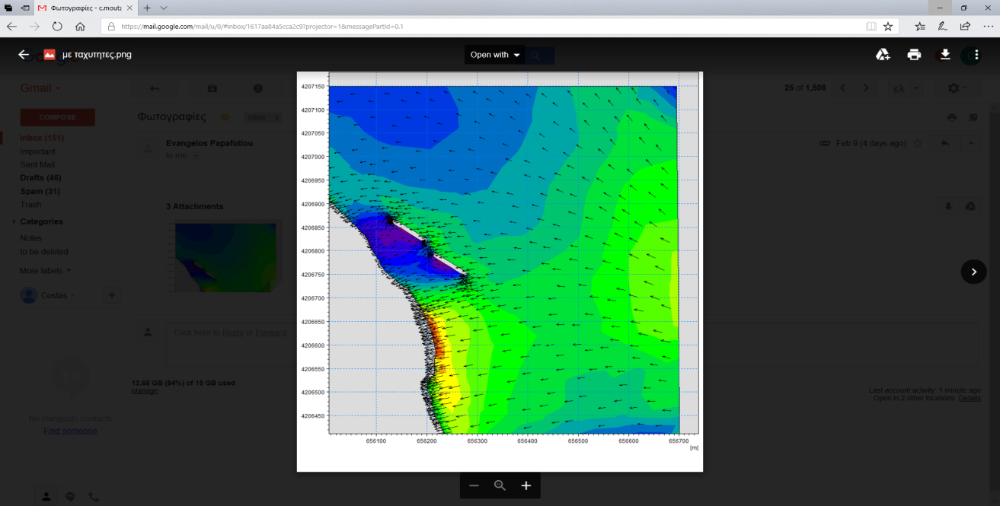 Φωτογραφίες - c.moutz
https://mail.google.com/mail/u/0/#inbox/1617aa84a5cca2c9?projector=1&messagePartId=0.1
με ταχυτητες.png
Open with
Gmail
25 of 1,506
ελ
COMPOSE
Φωτογραφίες
Inbox x
Inbox (151)
Important
Sent Mail
Drafts (46)
Spam (31)
Trash
Categories
Notes
to be deleted
More labels
Costas
Evangelos Papafotiou
to me
Feb 9 (4 days ago)
3 Attachments
Click here to Reply or Forward
12.66 GB (84%) of 15 GB used
Manage
Last account activity: 1 minute ago
Open in 2 other locations Details
No Hangouts contacts
Find someone
4207150
4207100
4207050
4207000
4206950
4206900
4206850
4206800
4206750
4206700
4206650
4206600
4206550
4206500
4206450
656100 656200 656300 656400 656500 656600 656700
[m]